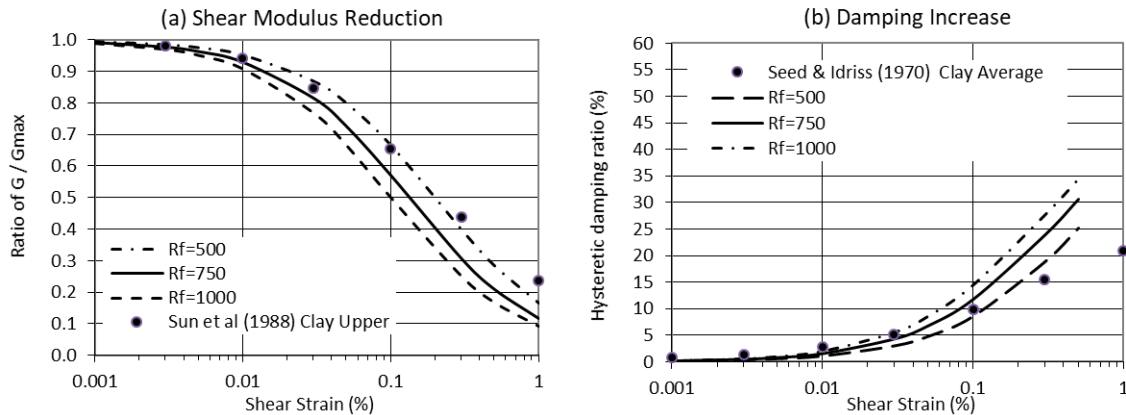 (a) Shear Modulus Reduction
1.0
0.9
0.8
0.7
0.6
0.5
0.4
0.3
0.2
0.1
0.0
Ratio of G / Gmax
Rf=500
Rf=750
Rf=1000
Sun et al (1988) Clay Upper
0.001
0.01
0.1
1
Shear Strain (%)
(b) Damping Increase
60
55
50
45
40
35
30
25
20
15
10
5
0
Hysteretic damping ratio (%)
Seed & Idriss (1970) Clay Average
Rf=500
Rf=750
Rf=1000
0.001
0.01
0.1
1
Shear Strain (%)